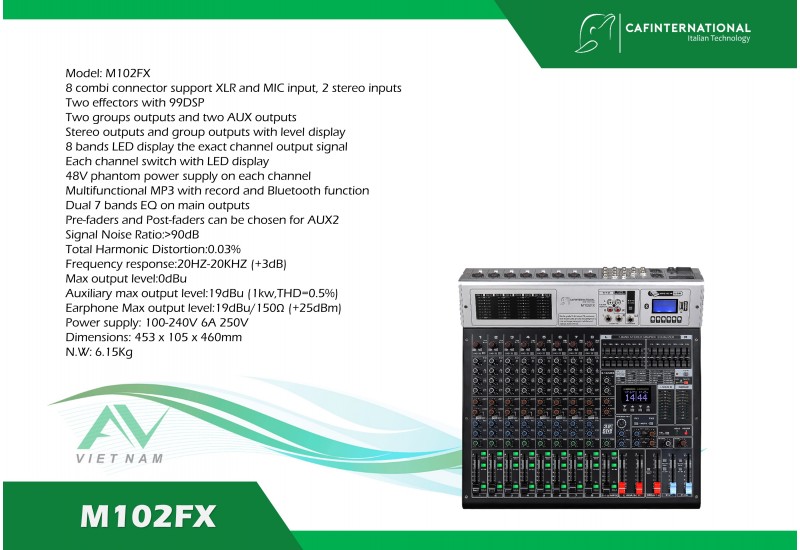 CAFINTERNATIONAL
Italian Technology
Model: M102FX
8 combi connector support XLR and MIC input, 2 stereo inputs
Two effectors with 99DSP
Two groups outputs and two AUX outputs
Stereo outputs and group outputs with level display
8 bands LED display the exact channel output signal
Each channel switch with LED display
48V phantom power supply on each channel
Multifunctional MP3 with record and Bluetooth function
Dual 7 bands EQ on main outputs
Pre-faders and Post-faders can be chosen for AUX2
Signal Noise Ratio:>90dB
Total Harmonic Distortion:0.03%
Frequency response:20HZ-20KHZ (+3dB)
Max output level:0dBu
Auxiliary max output level:19dBu (1kw,THD=0.5%)
Earphone Max output level:19dBu/150Ω (+25dBm)
Power supply: 100-240V 6A 250V
Dimensions: 453 x 105 x 460mm
N.W: 6.15Kg
CAFINTERNATIONAL
14 44
AV
VIET NAM
M102FX